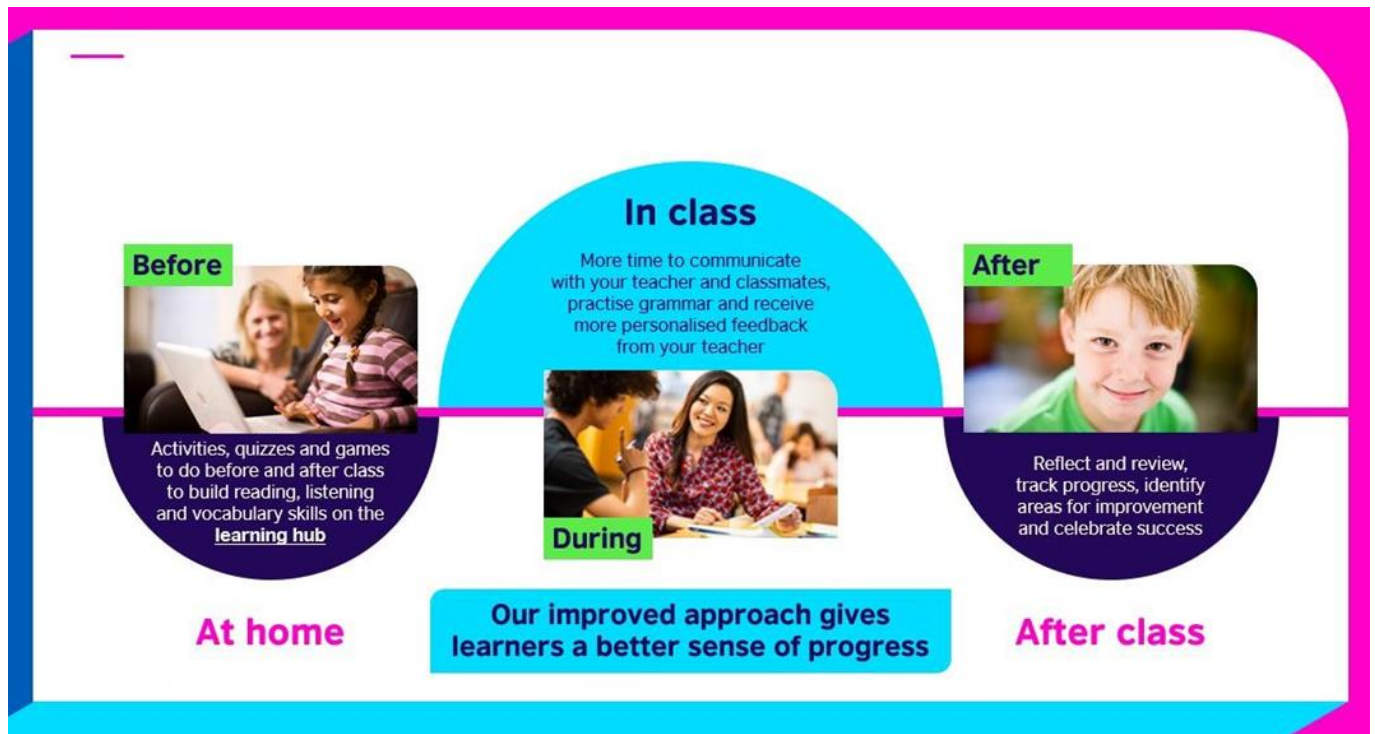 Before
Activities, quizzes and games
to do before and after class
to build reading, listening
and vocabulary skills on the
learning hub
At home
In class
More time to communicate
with your teacher and classmates,
practise grammar and receive
more personalised feedback
from your teacher
During
Our improved approach gives
learners a better sense of progress
After
Reflect and review,
track progress, identify
areas for improvement
and celebrate success
After class